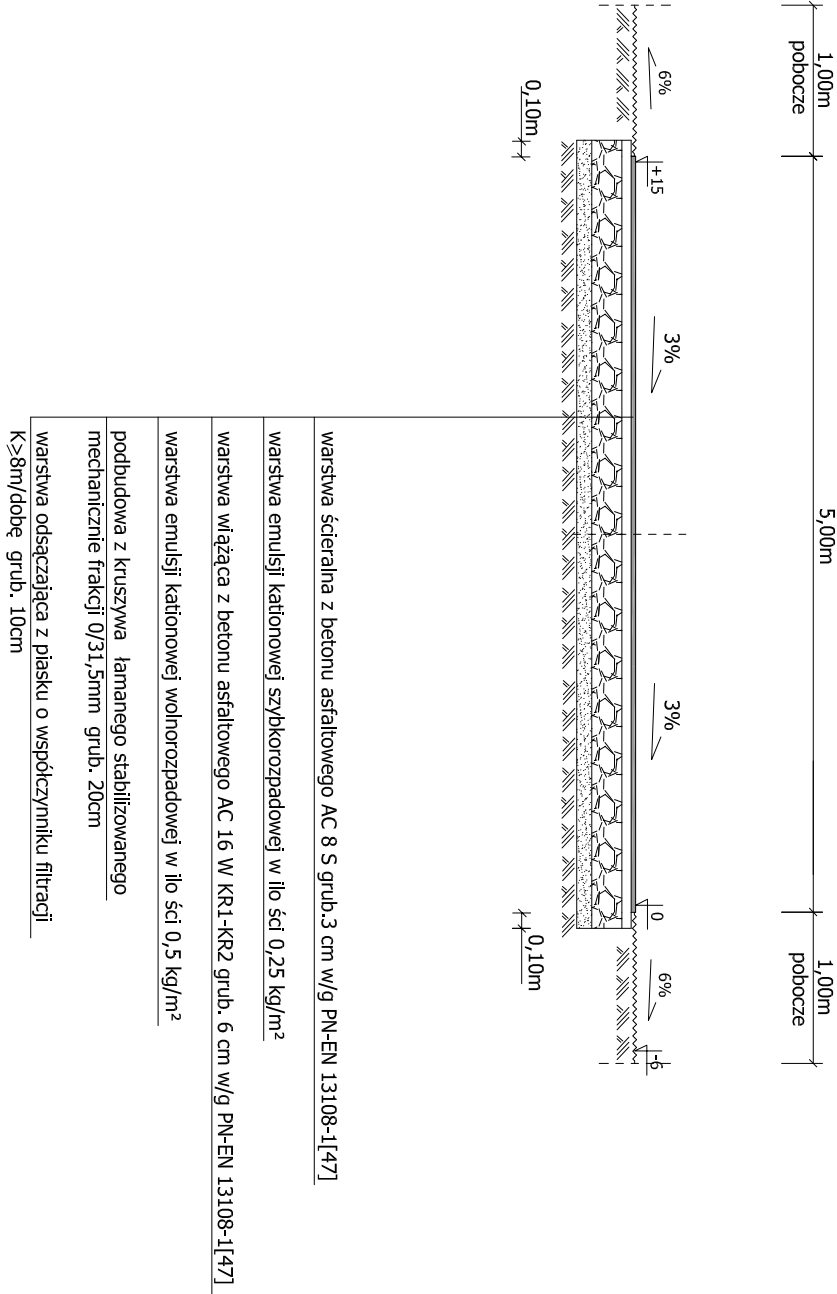 1,00m
pobocze
5,00m
1,00m
pobocze
6%
3%
3%
6%
+15
0
-6
0,10m
0,10m
warstwa ścieralna z betonu asfaltowego AC 8 S grub.3 cm w/g PN-EN 13108-1[47]
warstwa emulsji kationowej szybkorozpadowej w ilo ści 0,25 kg/m²
warstwa wiążąca z betonu asfaltowego AC 16 W KR1-KR2 grub. 6 cm w/g PN-EN 13108-1[47]
warstwa emulsji kationowej wolnorozpadowej w ilo ści 0,5 kg/m²
podbudowa z kruszywa łamanego stabilizowanego
mechanicznie frakcji 0/31,5mm grub. 20cm
warstwa odsączająca z piasku o współczynniku filtracji
K≥8m/dobę grub. 10cm